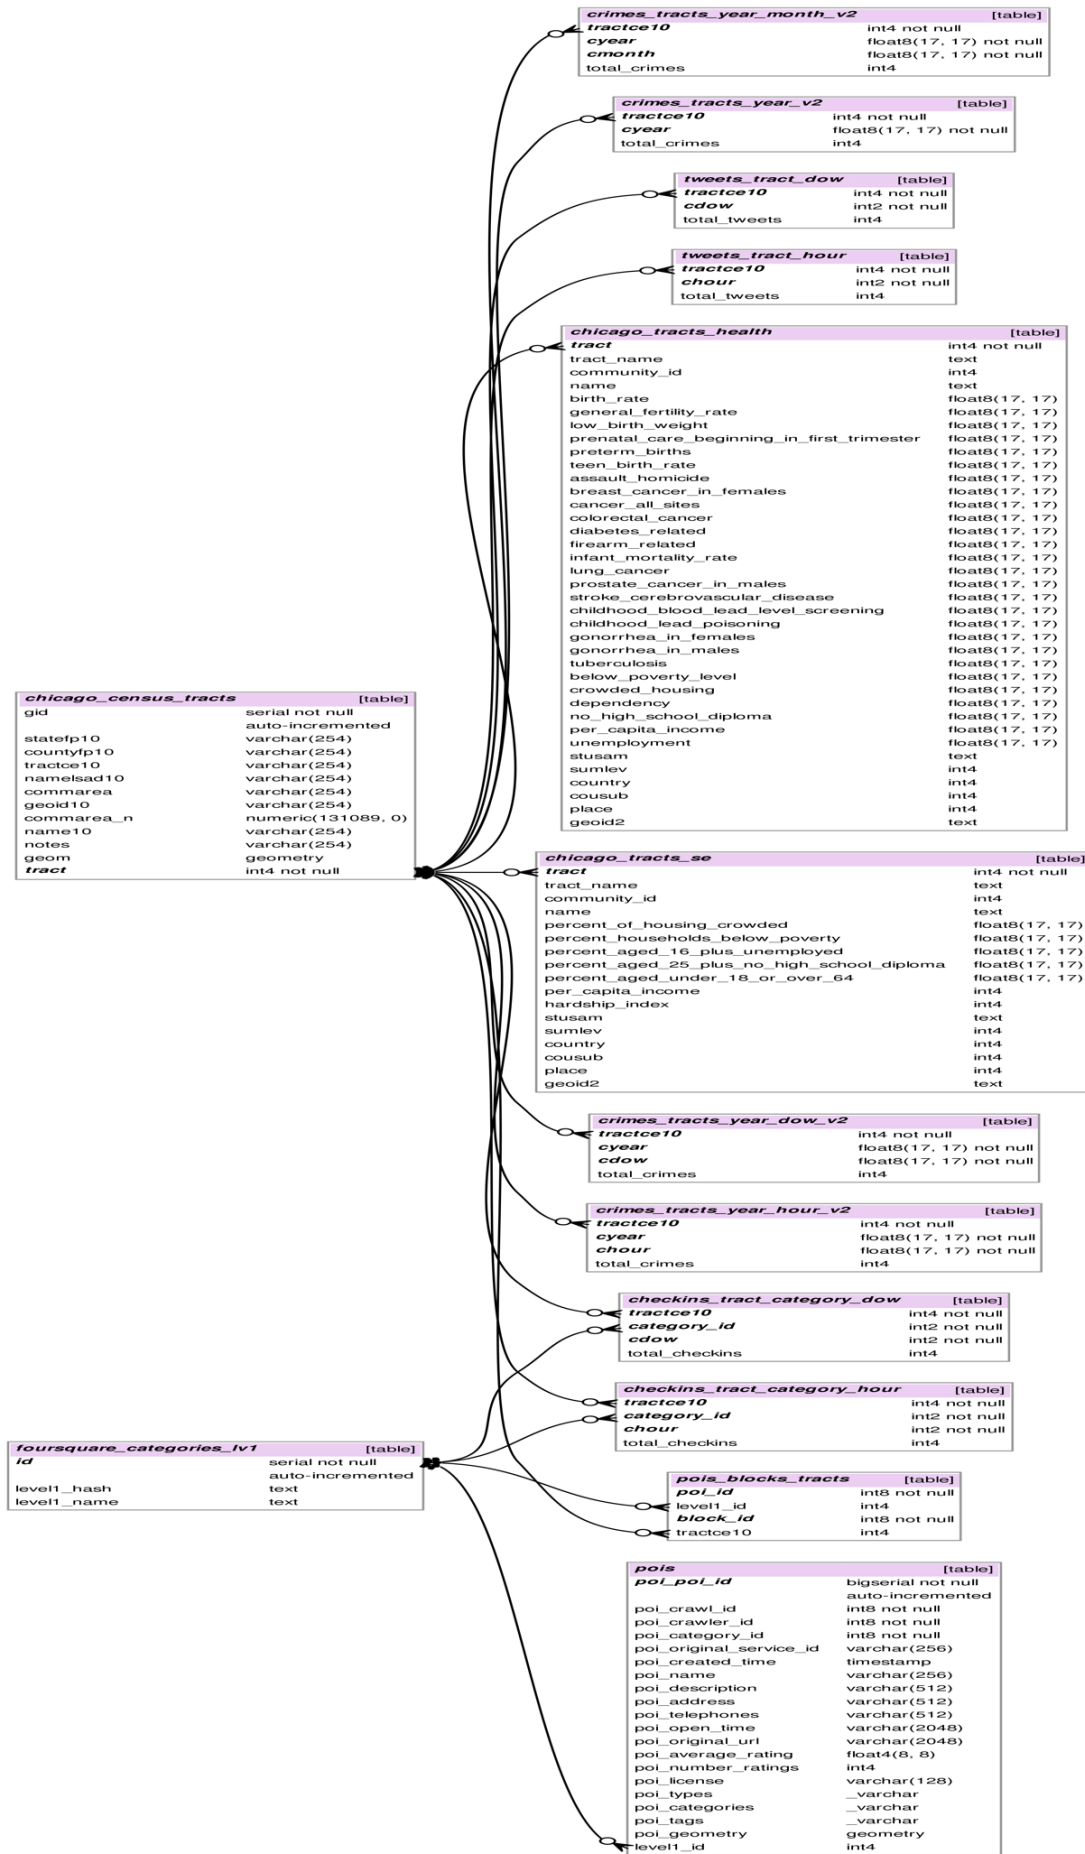 crimes_tracts_year_month_v2 [table]
tractce10 int4 not null
cyear float8(17, 17) not null
cmonth float8(17, 17) not null
total_crimes int4
crimes_tracts_year_v2 [table]
tractce10 int4 not null
cyear float8(17, 17) not null
total_crimes int4
tweets_tract_dow [table]
tractce10 int4 not null
cdow int2 not null
total_tweets int4
tweets_tract_hour [table]
tractce10 int4 not null
chour int2 not null
total_tweets int4
chicago_tracts_health [table]
tract int4 not null
tract_name text
community_id int4
name text
birth_rate float8(17, 17)
general_fertility_rate float8(17, 17)
low_birth_weight float8(17, 17)
prenatal_care_beginning_in_first_trimester float8(17, 17)
preterm_births float8(17, 17)
teen_birth_rate float8(17, 17)
assault_homicide float8(17, 17)
breast_cancer_in_females float8(17, 17)
cancer_all_sites float8(17, 17)
colorectal_cancer float8(17, 17)
diabetes_related float8(17, 17)
firearm_related float8(17, 17)
infant_mortality_rate float8(17, 17)
lung_cancer float8(17, 17)
prostate_cancer_in_males float8(17, 17)
stroke_cerebrovascular_disease float8(17, 17)
childhood_blood_lead_level_screening float8(17, 17)
childhood_lead_poisoning float8(17, 17)
gonorrhea_in_females float8(17, 17)
gonorrhea_in_males float8(17, 17)
tuberculosis float8(17, 17)
below_poverty_level float8(17, 17)
crowded_housing float8(17, 17)
dependency float8(17, 17)
no_high_school_diploma float8(17, 17)
per_capita_income float8(17, 17)
unemployment float8(17, 17)
stusam text
sumlev int4
country int4
cousub int4
place int4
geoid2 text
chicago_census_tracts [table]
gid serial not null
auto-incremented
statefp10 varchar(254)
countyfp10 varchar(254)
tractce10 varchar(254)
namelsad10 varchar(254)
commarea varchar(254)
geoid10 varchar(254)
commarea_n numeric(131089, 0)
name10 varchar(254)
notes varchar(254)
geom geometry
tract int4 not null
chicago_tracts_se [table]
tract int4 not null
tract_name text
community_id int4
name text
percent_of_housing_crowded float8(17, 17)
percent_households_below_poverty float8(17, 17)
percent_aged_16_plus_unemployed float8(17, 17)
percent_aged_25_plus_no_high_school_diploma float8(17, 17)
percent_aged_under_18_or_over_64 float8(17, 17)
per_capita_income int4
hardship_index int4
stusam text
sumlev int4
country int4
cousub int4
place int4
geoid2 text
crimes_tracts_year_dow_v2 [table]
tractce10 int4 not null
cyear float8(17, 17) not null
cdow float8(17, 17) not null
total_crimes int4
crimes_tracts_year_hour_v2 [table]
tractce10 int4 not null
cyear float8(17, 17) not null
chour float8(17, 17) not null
total_crimes int4
checkins_tract_category_dow [table]
tractce10 int4 not null
category_id int2 not null
cdow int2 not null
total_checkins int4
checkins_tract_category_hour [table]
tractce10 int4 not null
category_id int2 not null
chour int2 not null
total_checkins int4
foursquare_categories_lv1 [table]
id serial not null
auto-incremented
level1_hash text
level1_name text
pois_blocks_tracts [table]
poi_id int8 not null
level1_id int4
block_id int8 not null
tractce10 int4
pois [table]
poi_poi_id bigserial not null
auto-incremented
poi_crawl_id int8 not null
poi_crawler_id int8 not null
poi_category_id int8 not null
poi_original_service_id varchar(256)
poi_created_time timestamp
poi_name varchar(256)
poi_description varchar(512)
poi_address varchar(512)
poi_telephones varchar(512)
poi_open_time varchar(2048)
poi_original_url varchar(2048)
poi_average_rating float4(8, 8)
poi_number_ratings int4
poi_license varchar(128)
poi_types _varchar
poi_categories _varchar
poi_tags _varchar
poi_geometry geometry
level1_id int4